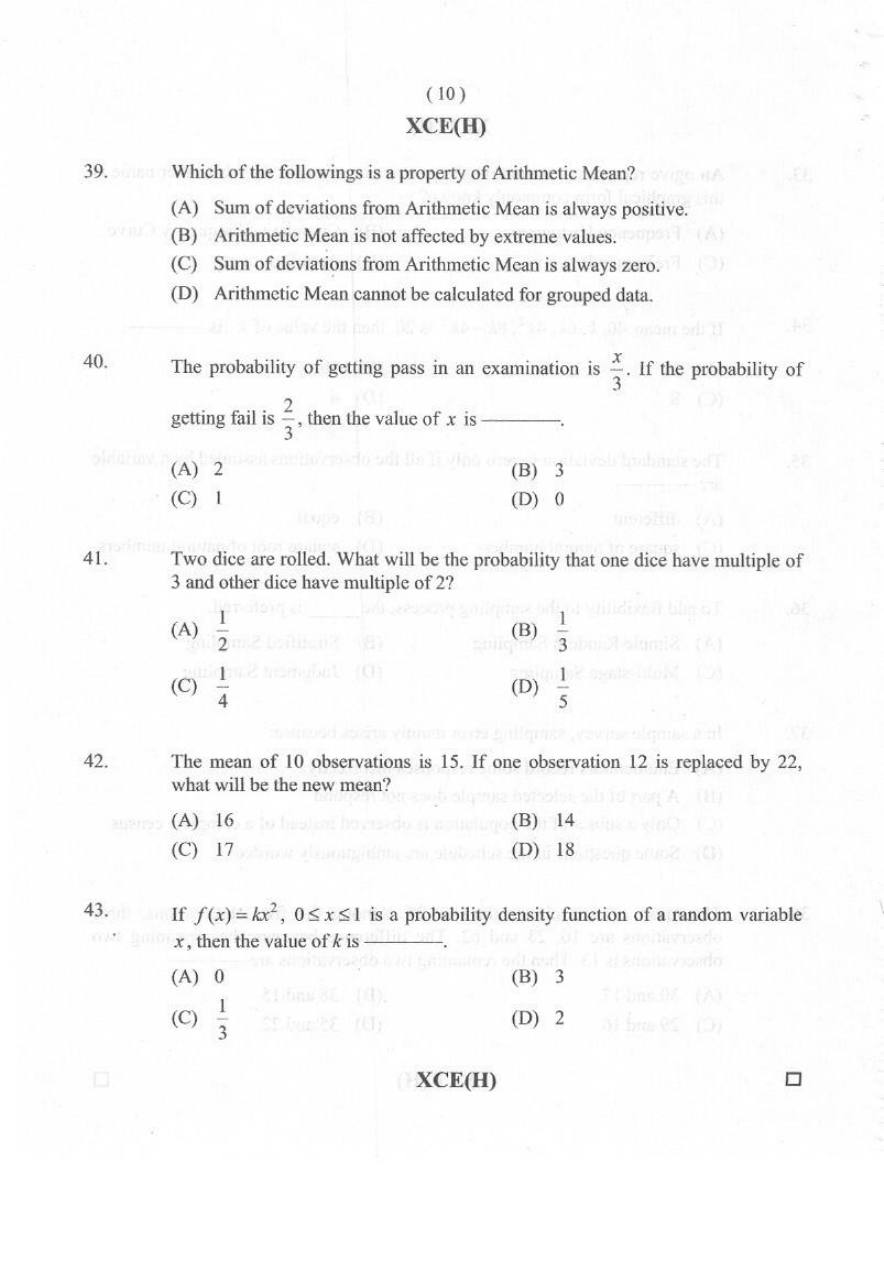 ( 10 )
XCE(H)
39. Which of the followings is a property of Arithmetic Mean?
(A) Sum of deviations from Arithmetic Mean is always positive.
(B) Arithmetic Mean is not affected by extreme values.
(C) Sum of deviations from Arithmetic Mean is always zero.
(D) Arithmetic Mean cannot be calculated for grouped data.
40. The probability of getting pass in an examination is x/3. If the probability of
getting fail is 2/3, then the value of x is ———.
(A) 2 (B) 3
(C) 1 (D) 0
41. Two dice are rolled. What will be the probability that one dice have multiple of
3 and other dice have multiple of 2?
(A) 1/2 (B) 1/3
(C) 1/4 (D) 1/5
42. The mean of 10 observations is 15. If one observation 12 is replaced by 22,
what will be the new mean?
(A) 16 (B) 14
(C) 17 (D) 18
43. If f(x) = kx², 0 ≤ x ≤ 1 is a probability density function of a random variable
x, then the value of k is ———.
(A) 0 (B) 3
(C) 1/3 (D) 2
XCE(H)